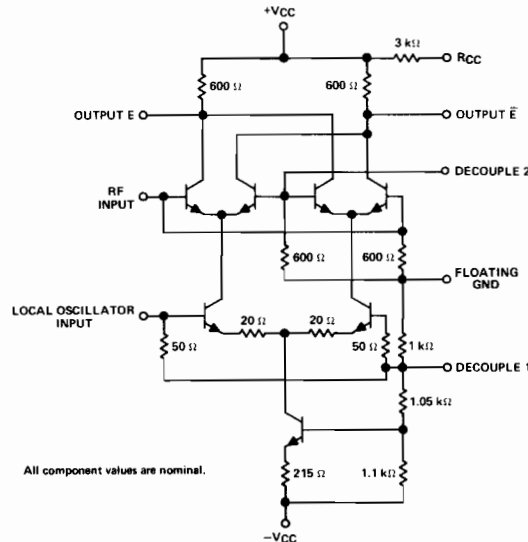 +VCC
3 kΩ
RCC
600 Ω
600 Ω
OUTPUT E
OUTPUT E̅
DECOUPLE 2
RF
INPUT
600 Ω
600 Ω
FLOATING
GND
LOCAL OSCILLATOR
INPUT
20 Ω
20 Ω
50 Ω
50 Ω
1 kΩ
DECOUPLE 1
1.05 kΩ
All component values are nominal.
215 Ω
1.1 kΩ
−VCC